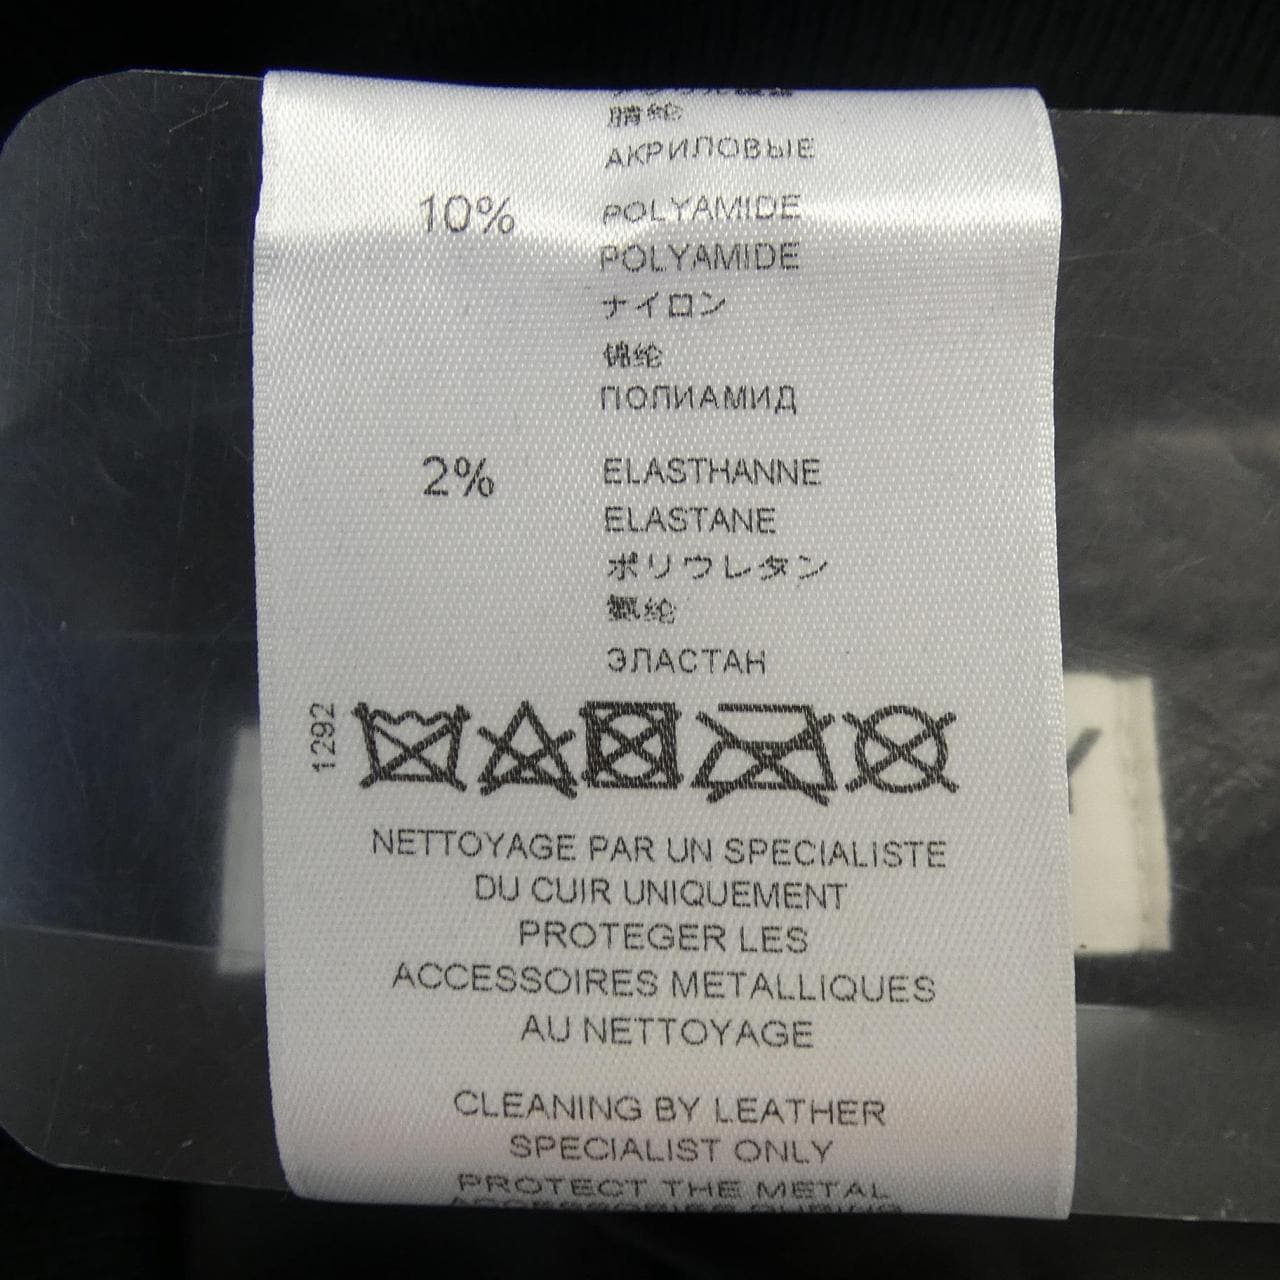 腈纶
АКРИЛОВЫЕ
10% POLYAMIDE
POLYAMIDE
ナイロン
锦纶
ПОЛИАМИД
2% ELASTHANNE
ELASTANE
ポリウレタン
氨纶
ЭЛАСТАН
1292
NETTOYAGE PAR UN SPECIALISTE
DU CUIR UNIQUEMENT
PROTEGER LES
ACCESSOIRES METALLIQUES
AU NETTOYAGE
CLEANING BY LEATHER
SPECIALIST ONLY
PROTECT THE METAL
ACCESSORIES DURING